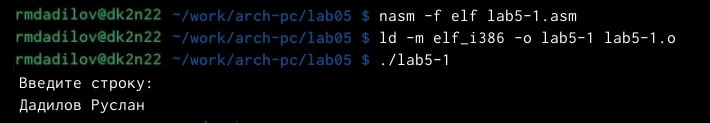 rmdadilov@dk2n22 ~/work/arch-pc/lab05 $ nasm -f elf lab5-1.asm
rmdadilov@dk2n22 ~/work/arch-pc/lab05 $ ld -m elf_i386 -o lab5-1 lab5-1.o
rmdadilov@dk2n22 ~/work/arch-pc/lab05 $ ./lab5-1
Введите строку:
Дадилов Руслан